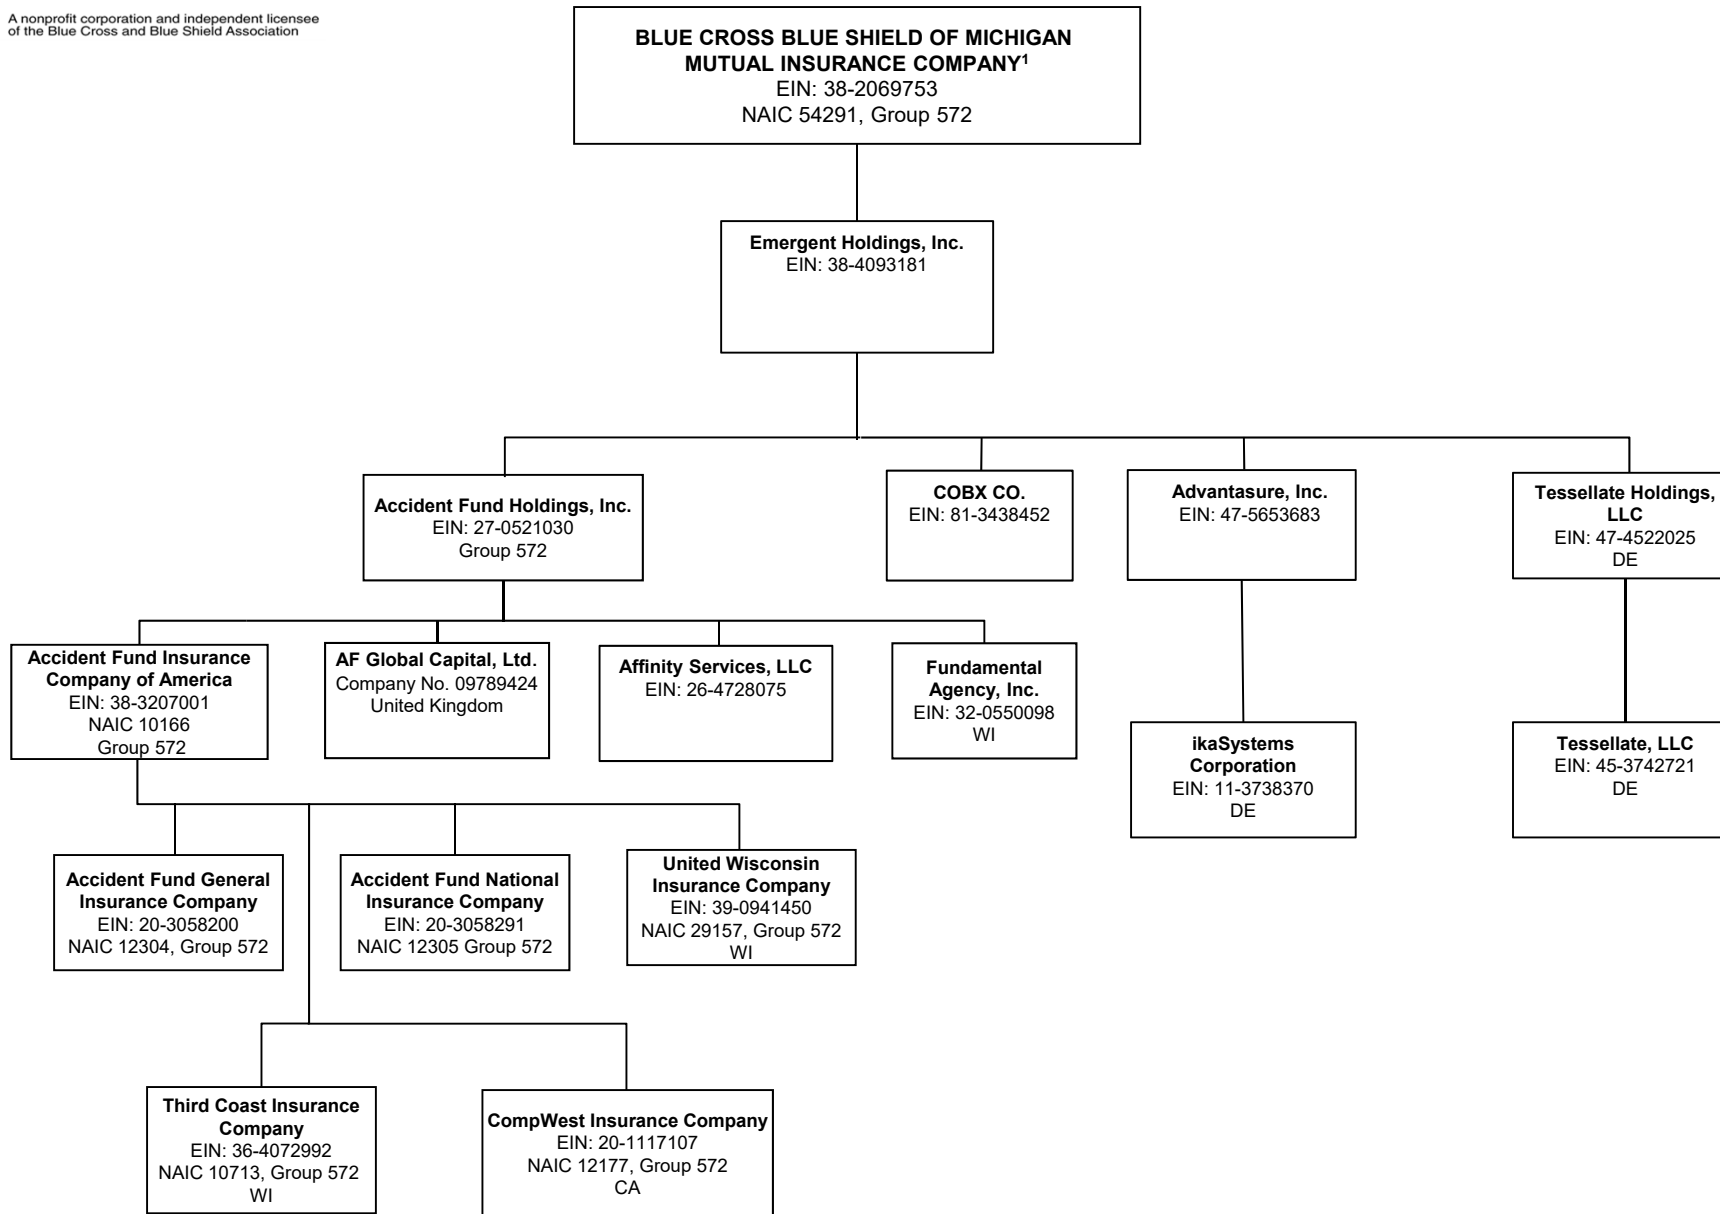 A nonprofit corporation and independent licensee
of the Blue Cross and Blue Shield Association
BLUE CROSS BLUE SHIELD OF MICHIGAN
MUTUAL INSURANCE COMPANY¹
EIN: 38-2069753
NAIC 54291, Group 572
Emergent Holdings, Inc.
EIN: 38-4093181
Accident Fund Holdings, Inc.
EIN: 27-0521030
Group 572
COBX CO.
EIN: 81-3438452
Advantasure, Inc.
EIN: 47-5653683
Tessellate Holdings,
LLC
EIN: 47-4522025
DE
Accident Fund Insurance
Company of America
EIN: 38-3207001
NAIC 10166
Group 572
AF Global Capital, Ltd.
Company No. 09789424
United Kingdom
Affinity Services, LLC
EIN: 26-4728075
Fundamental
Agency, Inc.
EIN: 32-0550098
WI
ikaSystems
Corporation
EIN: 11-3738370
DE
Tessellate, LLC
EIN: 45-3742721
DE
Accident Fund General
Insurance Company
EIN: 20-3058200
NAIC 12304, Group 572
Accident Fund National
Insurance Company
EIN: 20-3058291
NAIC 12305 Group 572
United Wisconsin
Insurance Company
EIN: 39-0941450
NAIC 29157, Group 572
WI
Third Coast Insurance
Company
EIN: 36-4072992
NAIC 10713, Group 572
WI
CompWest Insurance Company
EIN: 20-1117107
NAIC 12177, Group 572
CA